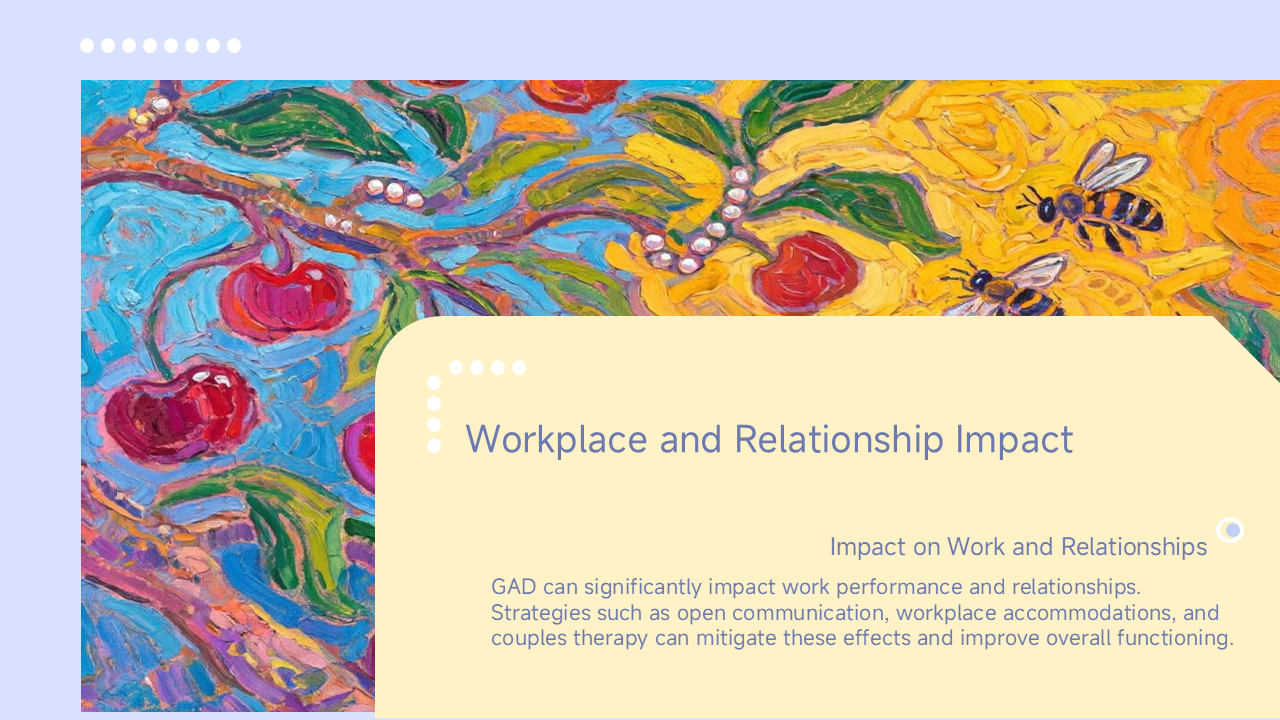 Workplace and Relationship Impact
Impact on Work and Relationships
GAD can significantly impact work performance and relationships.
Strategies such as open communication, workplace accommodations, and
couples therapy can mitigate these effects and improve overall functioning.